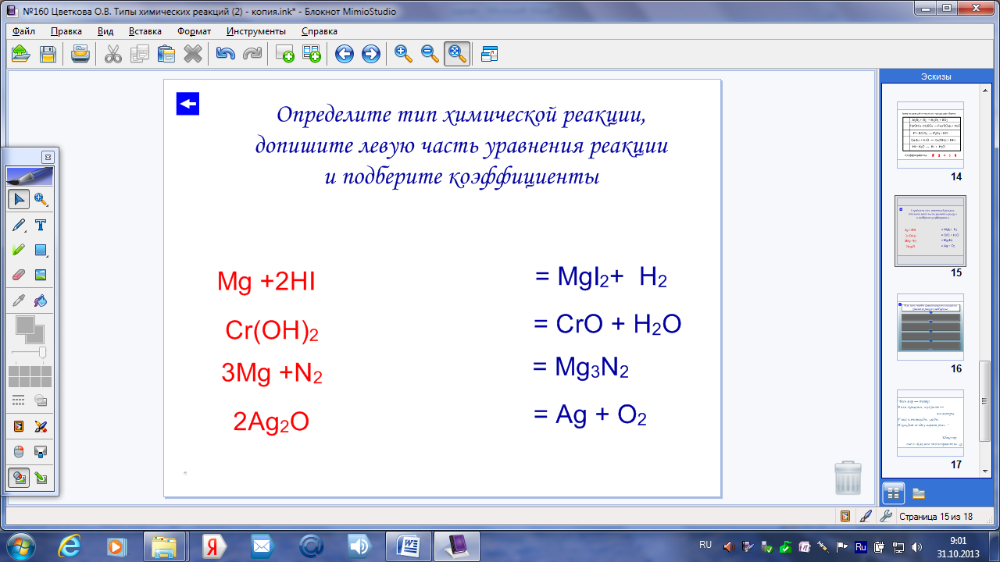 №160 Цветкова О.В. Типы химических реакций (2) - копия.ink* - Блокнот MimioStudio
Файл Правка Вид Вставка Формат Инструменты Справка
Эскизы
Определите тип химической реакции,
допишите левую часть уравнения реакции
и подберите коэффициенты
Mg +2HI = MgI2+ H2
Cr(OH)2 = CrO + H2O
3Mg +N2 = Mg3N2
2Ag2O = Ag + O2
14
15
16
17
Страница 15 из 18
RU
Ru
9:01
31.10.2013